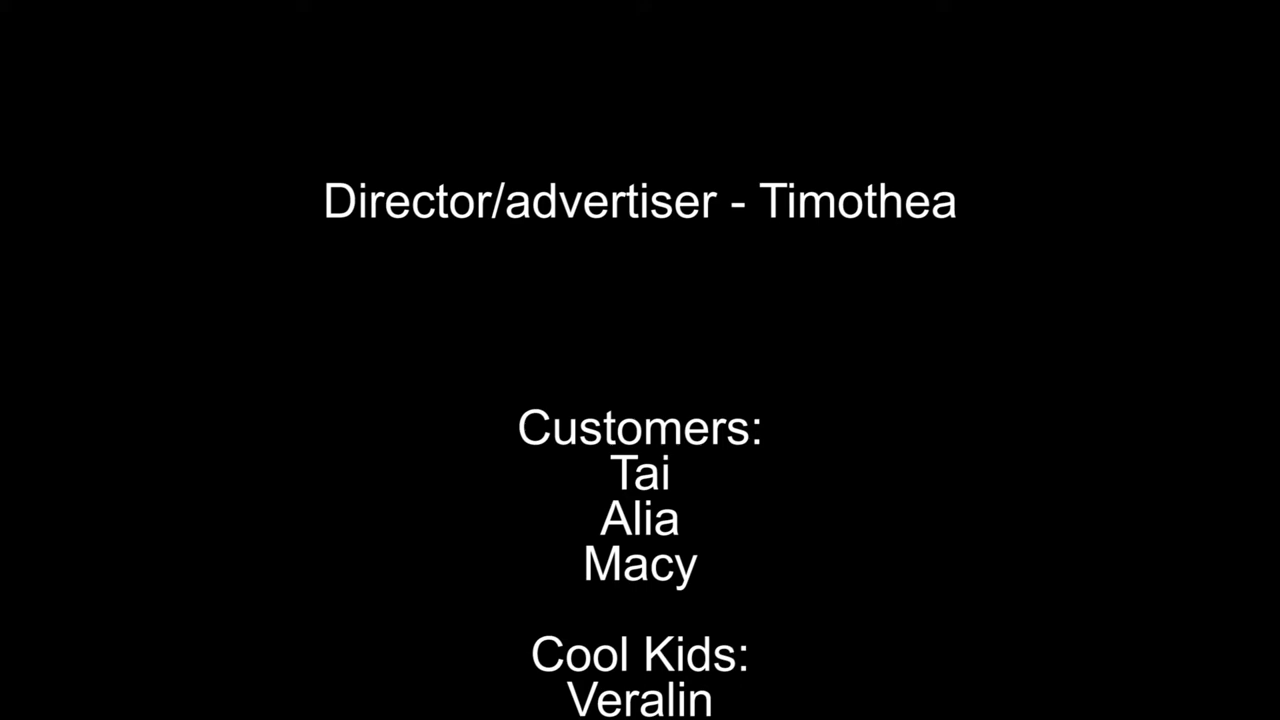 Director/advertiser - Timothea
Customers:
Tai
Alia
Macy
Cool Kids:
Veralin